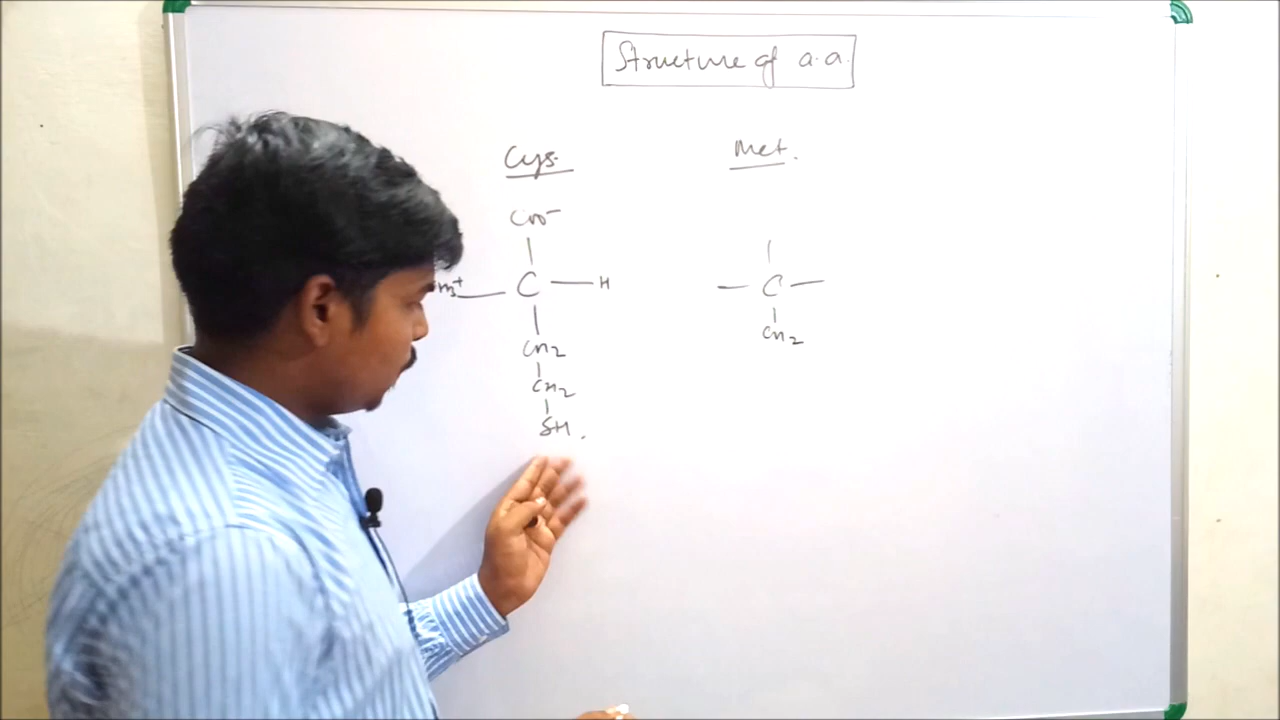 Structure of a.a.
Cys.
Met.
COO-
C
H
C
CH2
CH2
CH2
SH.